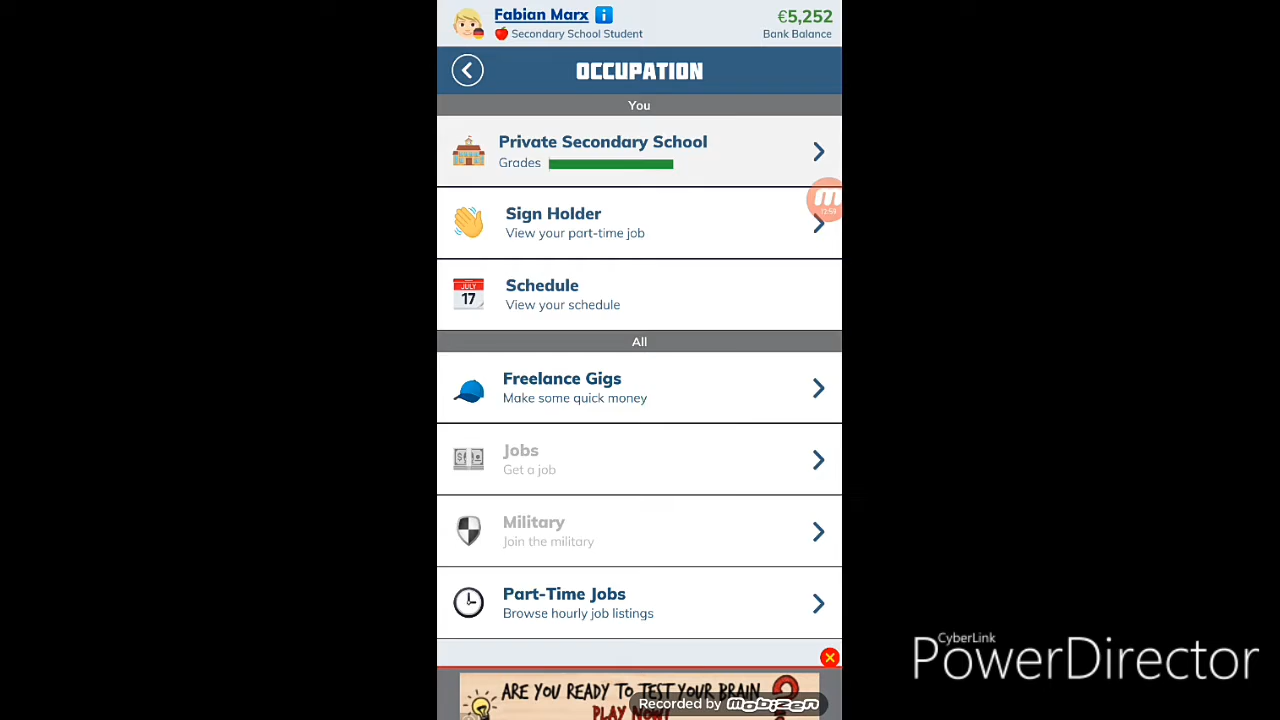 Fabian Marx i
Secondary School Student
€5,252
Bank Balance
OCCUPATION
You
Private Secondary School
Grades
12:59
Sign Holder
View your part-time job
JULY
17
Schedule
View your schedule
All
Freelance Gigs
Make some quick money
Jobs
Get a job
Military
Join the military
Part-Time Jobs
Browse hourly job listings
CyberLink
PowerDirector
ARE YOU READY TO TEST YOUR BRAIN
PLAY NOW!
Recorded by mobizen